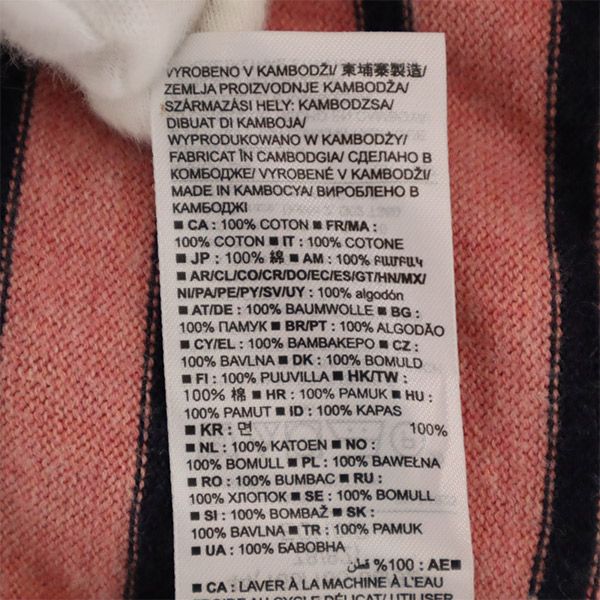 VYROBENO V KAMBODŽI/ 柬埔寨製造/
ZEMLJA PROIZVODNJE KAMBODŽA/
SZÁRMAZÁSI HELY: KAMBODZSA/
DIBUAT DI KAMBOJA/
WYPRODUKOWANO W KAMBODŻY/
FABRICAT ÎN CAMBODGIA/ СДЕЛАНО В
КОМБОДЖЕ/ VYROBENÉ V KAMBODŽI/
MADE IN KAMBOCYA/ ВИРОБЛЕНО В
КАМБОДЖІ
■ CA : 100% COTON ■ FR/MA :
100% COTON ■ IT : 100% COTONE
■ JP : 100% 綿 ■ AM : 100% ԲԱՄԲԱԿ
■ AR/CL/CO/CR/DO/EC/ES/GT/HN/MX/
NI/PA/PE/PY/SV/UY : 100% algodón
■ AT/DE : 100% BAUMWOLLE ■ BG :
100% ПАМУК ■ BR/PT : 100% ALGODÃO
■ CY/EL : 100% ΒΑΜΒΑΚΕΡΟ ■ CZ :
100% BAVLNA ■ DK : 100% BOMULD
■ FI : 100% PUUVILLA ■ HK/TW :
100% 棉 ■ HR : 100% PAMUK ■ HU :
100% PAMUT ■ ID : 100% KAPAS
■ KR : 면 100%
■ NL : 100% KATOEN ■ NO :
100% BOMULL ■ PL : 100% BAWEŁNA
■ RO : 100% BUMBAC ■ RU :
100% ХЛОПОК ■ SE : 100% BOMULL
■ SI : 100% BOMBAŽ ■ SK :
100% BAVLNA ■ TR : 100% PAMUK
■ UA : 100% БАВОВНА
■ AE : 100% قطن
■ CA : LAVER À LA MACHINE À L'EAU
FROIDE AU CYCLE DÉLICAT/ UTILISER